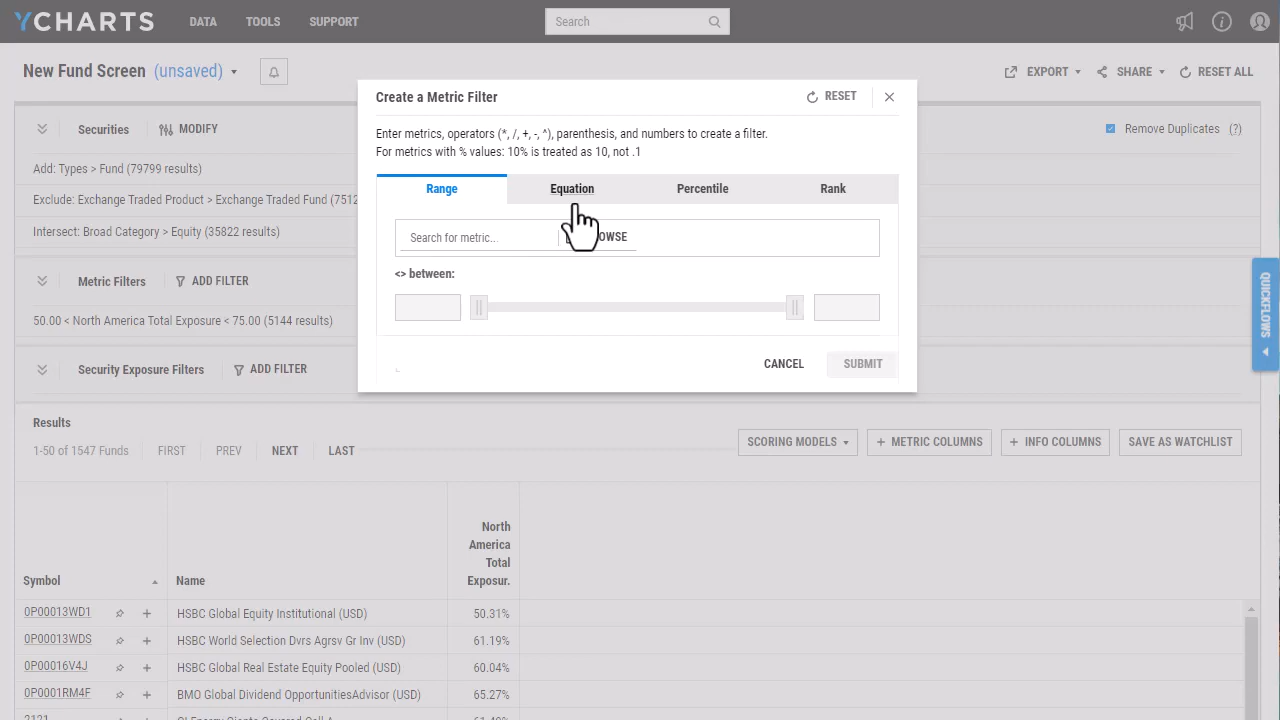 YCHARTS DATA TOOLS SUPPORT Search
New Fund Screen (unsaved) EXPORT SHARE RESET ALL
Create a Metric Filter RESET
Securities MODIFY Remove Duplicates (?)
Enter metrics, operators (*, /, +, -, ^), parenthesis, and numbers to create a filter.
For metrics with % values: 10% is treated as 10, not .1
Add: Types > Fund (79799 results)
Range Equation Percentile Rank
Exclude: Exchange Traded Product > Exchange Traded Fund (7512
Intersect: Broad Category > Equity (35822 results)
Search for metric...
<> between:
Metric Filters ADD FILTER
50.00 < North America Total Exposure < 75.00 (5144 results)
QUICKFLOWS
Security Exposure Filters ADD FILTER
CANCEL SUBMIT
Results
1-50 of 1547 Funds FIRST PREV NEXT LAST
SCORING MODELS + METRIC COLUMNS + INFO COLUMNS SAVE AS WATCHLIST
Symbol Name North America Total Exposur.
0P00013WD1 HSBC Global Equity Institutional (USD) 50.31%
0P00013WDS HSBC World Selection Dvrs Agrsv Gr Inv (USD) 61.19%
0P00016V4J HSBC Global Real Estate Equity Pooled (USD) 60.04%
0P0001RM4F BMO Global Dividend OpportunitiesAdvisor (USD) 65.27%